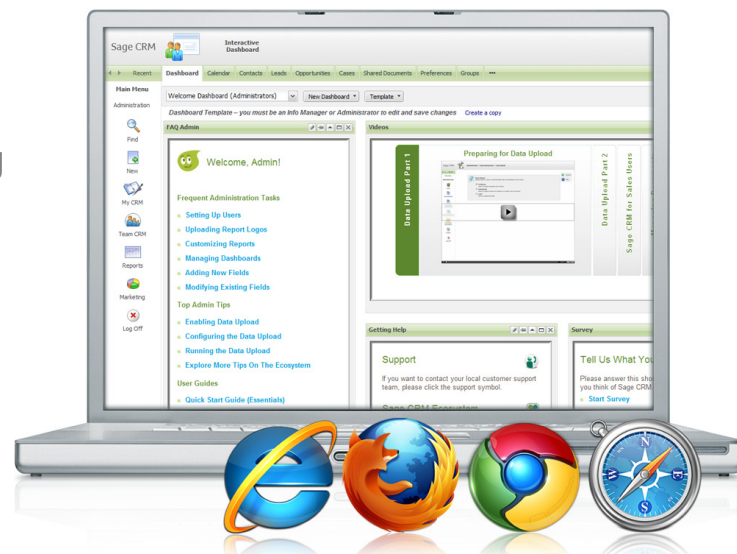 Sage CRM
Interactive
Dashboard
Recent Dashboard Calendar Contacts Leads Opportunities Cases Shared Documents Preferences Groups •••
Main Menu
Administration
Find
New
My CRM
Team CRM
Reports
Marketing
Log Off
Welcome Dashboard (Administrators) New Dashboard Template
Dashboard Template – you must be an Info Manager or Administrator to edit and save changes Create a copy
FAQ Admin
Welcome, Admin!
Frequent Administration Tasks
Setting Up Users
Uploading Report Logos
Customizing Reports
Managing Dashboards
Adding New Fields
Modifying Existing Fields
Top Admin Tips
Enabling Data Upload
Configuring the Data Upload
Running the Data Upload
Explore More Tips On The Ecosystem
User Guides
Quick Start Guide (Essentials)
Videos
Data Upload Part 1
Preparing for Data Upload
Data Upload Part 2
Sage CRM for Sales Users
Getting Help
Support
If you want to contact your local customer support
team, please click the support symbol.
Sage CRM Ecosystem
Survey
Tell Us What You
Please answer this sho
you think of Sage CRM
Start Survey
N
E
S
W